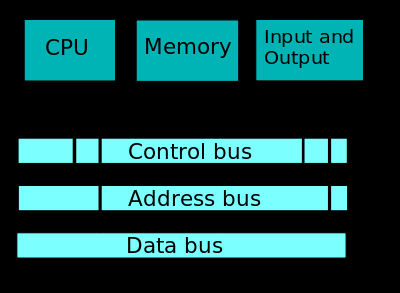 CPU
Memory
Input and
Output
Control bus
Address bus
Data bus